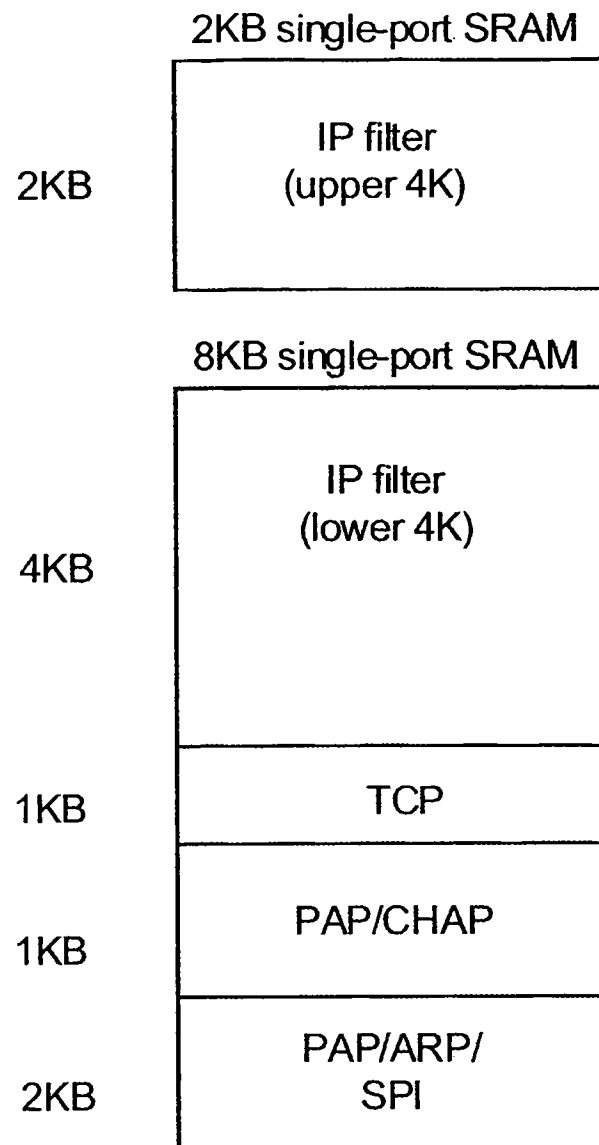 2KB single-port SRAM
2KB
IP filter
(upper 4K)
8KB single-port SRAM
4KB
IP filter
(lower 4K)
1KB
TCP
1KB
PAP/CHAP
2KB
PAP/ARP/
SPI